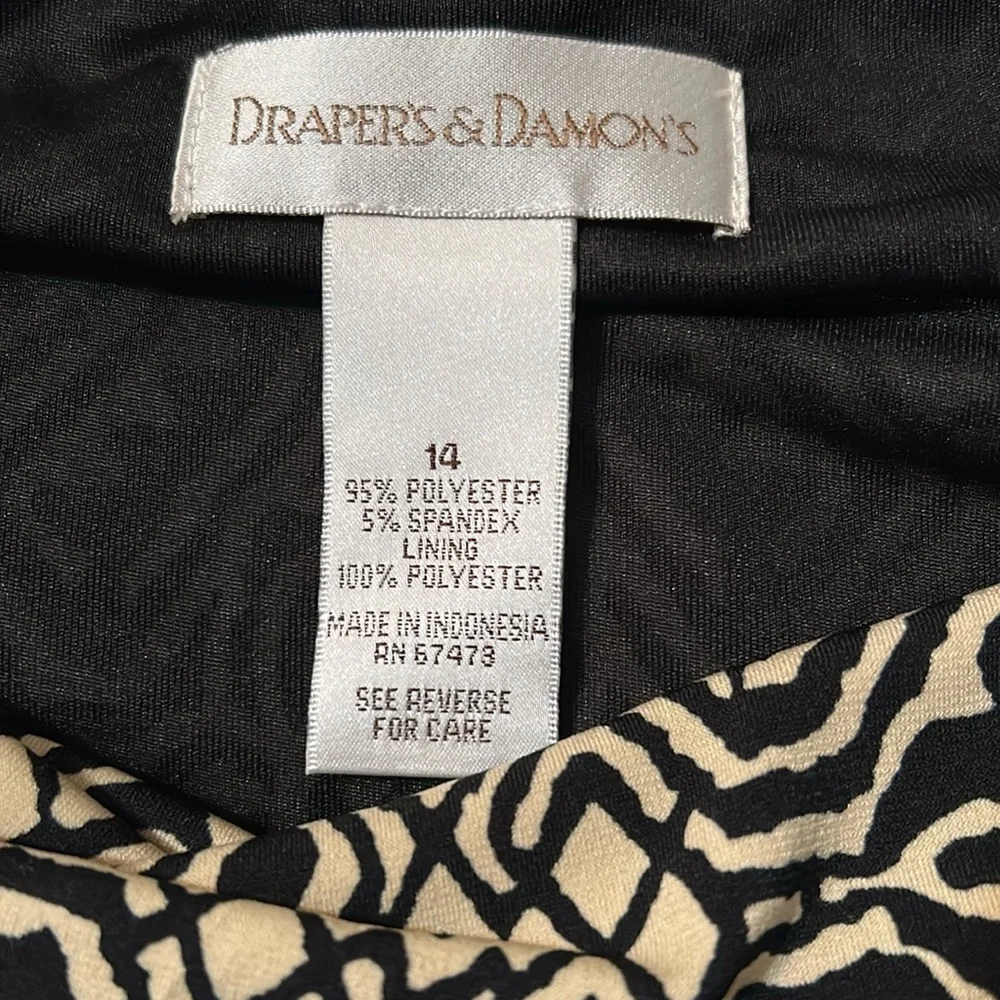 DRAPER'S & DAMON'S
14
95% POLYESTER
5% SPANDEX
LINING
100% POLYESTER
MADE IN INDONESIA
RN 67473
SEE REVERSE
FOR CARE